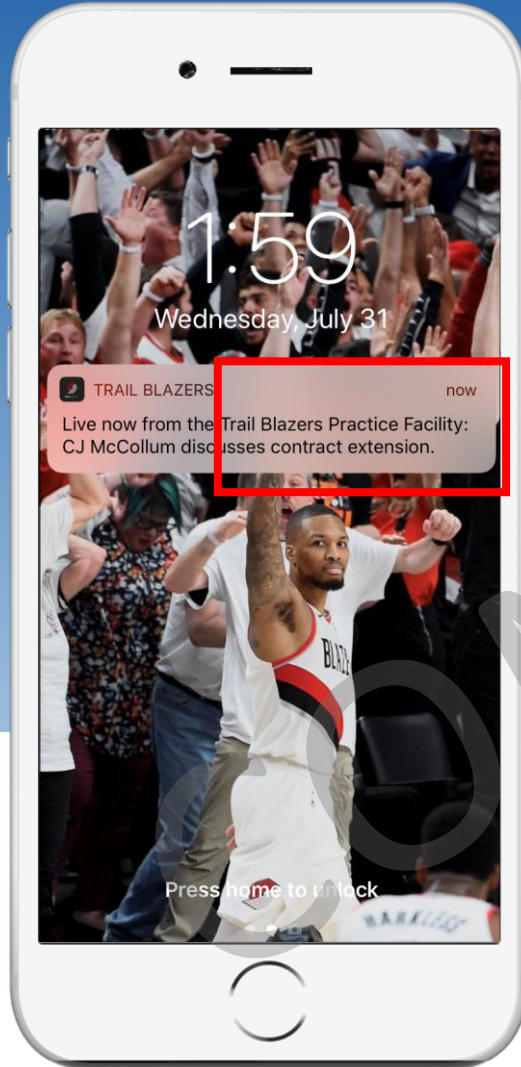 1:59
Wednesday, July 31
TRAIL BLAZERS
now
Live now from the Trail Blazers Practice Facility:
CJ McCollum discusses contract extension.
BLAZE
Press home to unlock
HARKLESS